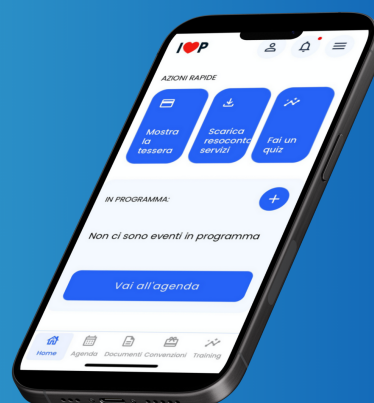 I❤P
AZIONI RAPIDE
Mostra
la
tessera
Scarica
resoconto
servizi
Fai un
quiz
IN PROGRAMMA:
+
Non ci sono eventi in programma
Vai all'agenda
Home Agenda Documenti Convenzioni Training